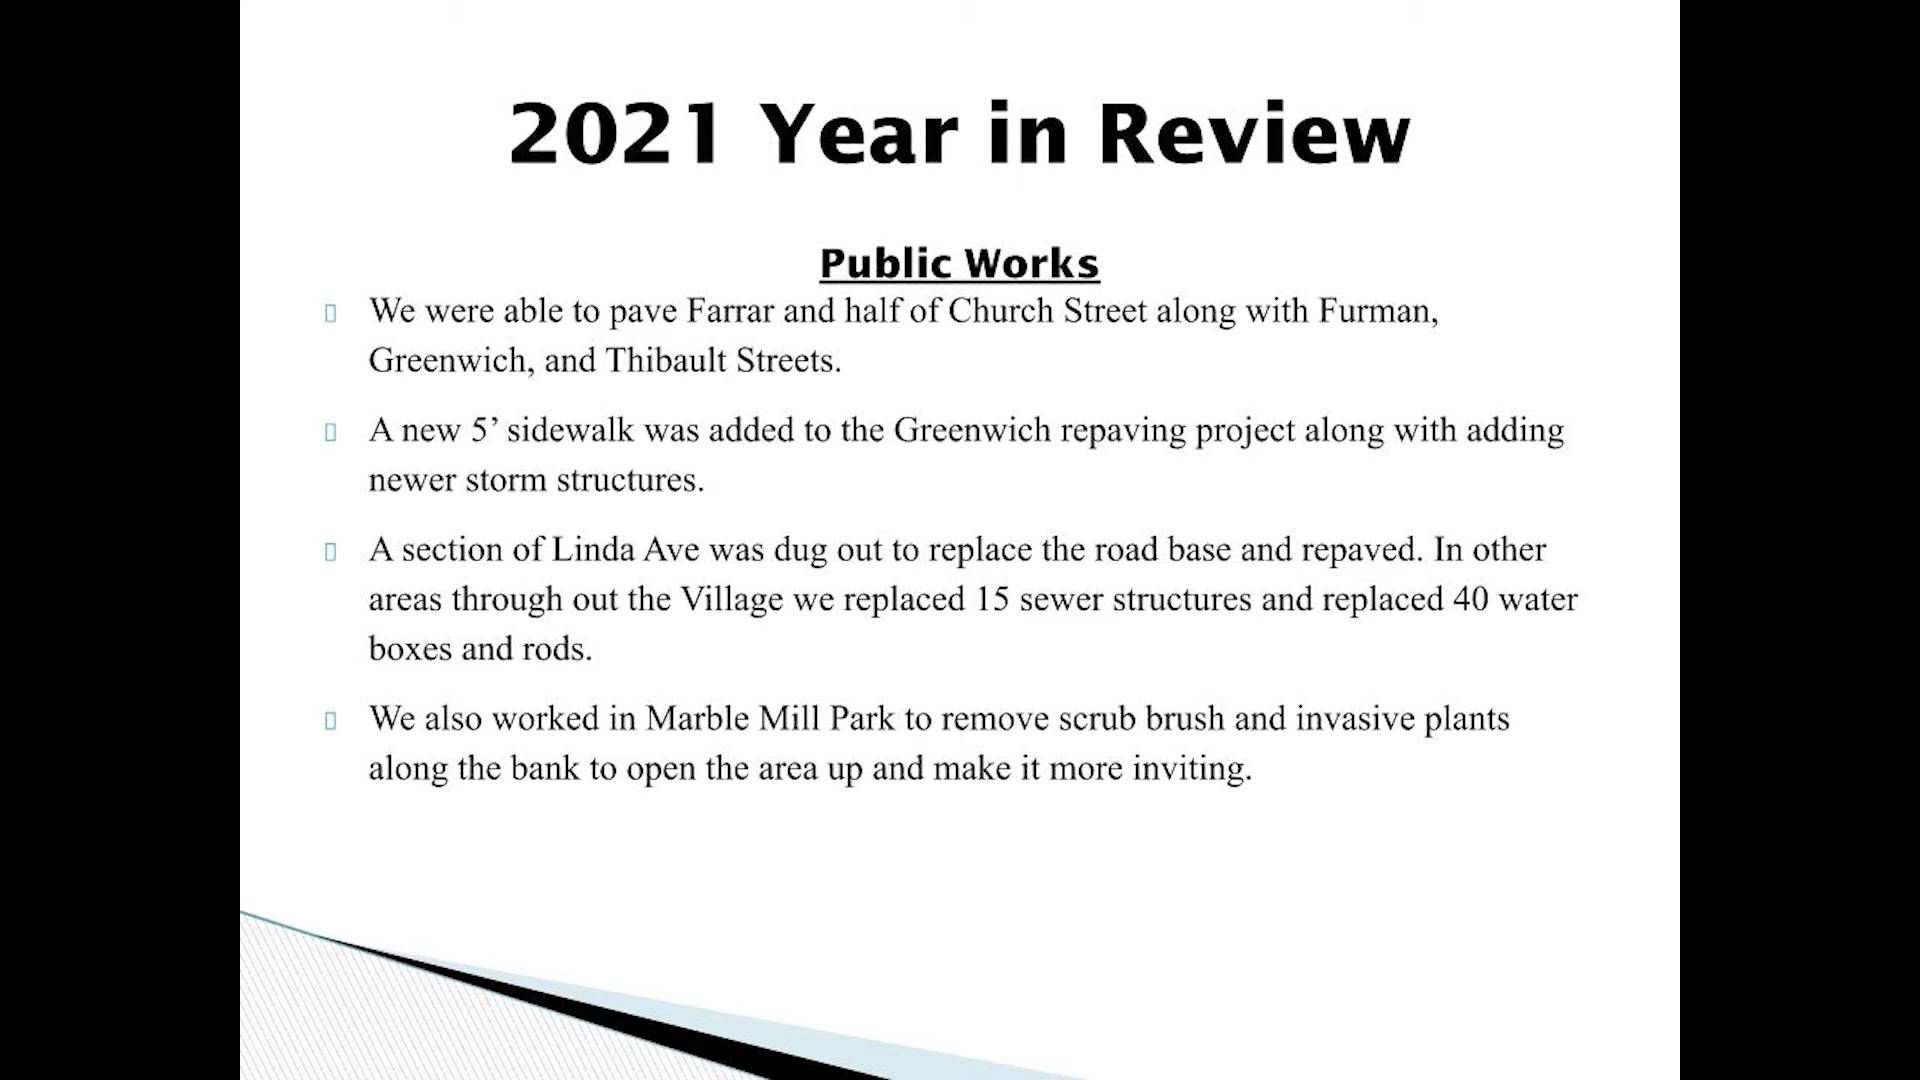 2021 Year in Review
Public Works
We were able to pave Farrar and half of Church Street along with Furman,
Greenwich, and Thibault Streets.
A new 5’ sidewalk was added to the Greenwich repaving project along with adding
newer storm structures.
A section of Linda Ave was dug out to replace the road base and repaved. In other
areas through out the Village we replaced 15 sewer structures and replaced 40 water
boxes and rods.
We also worked in Marble Mill Park to remove scrub brush and invasive plants
along the bank to open the area up and make it more inviting.